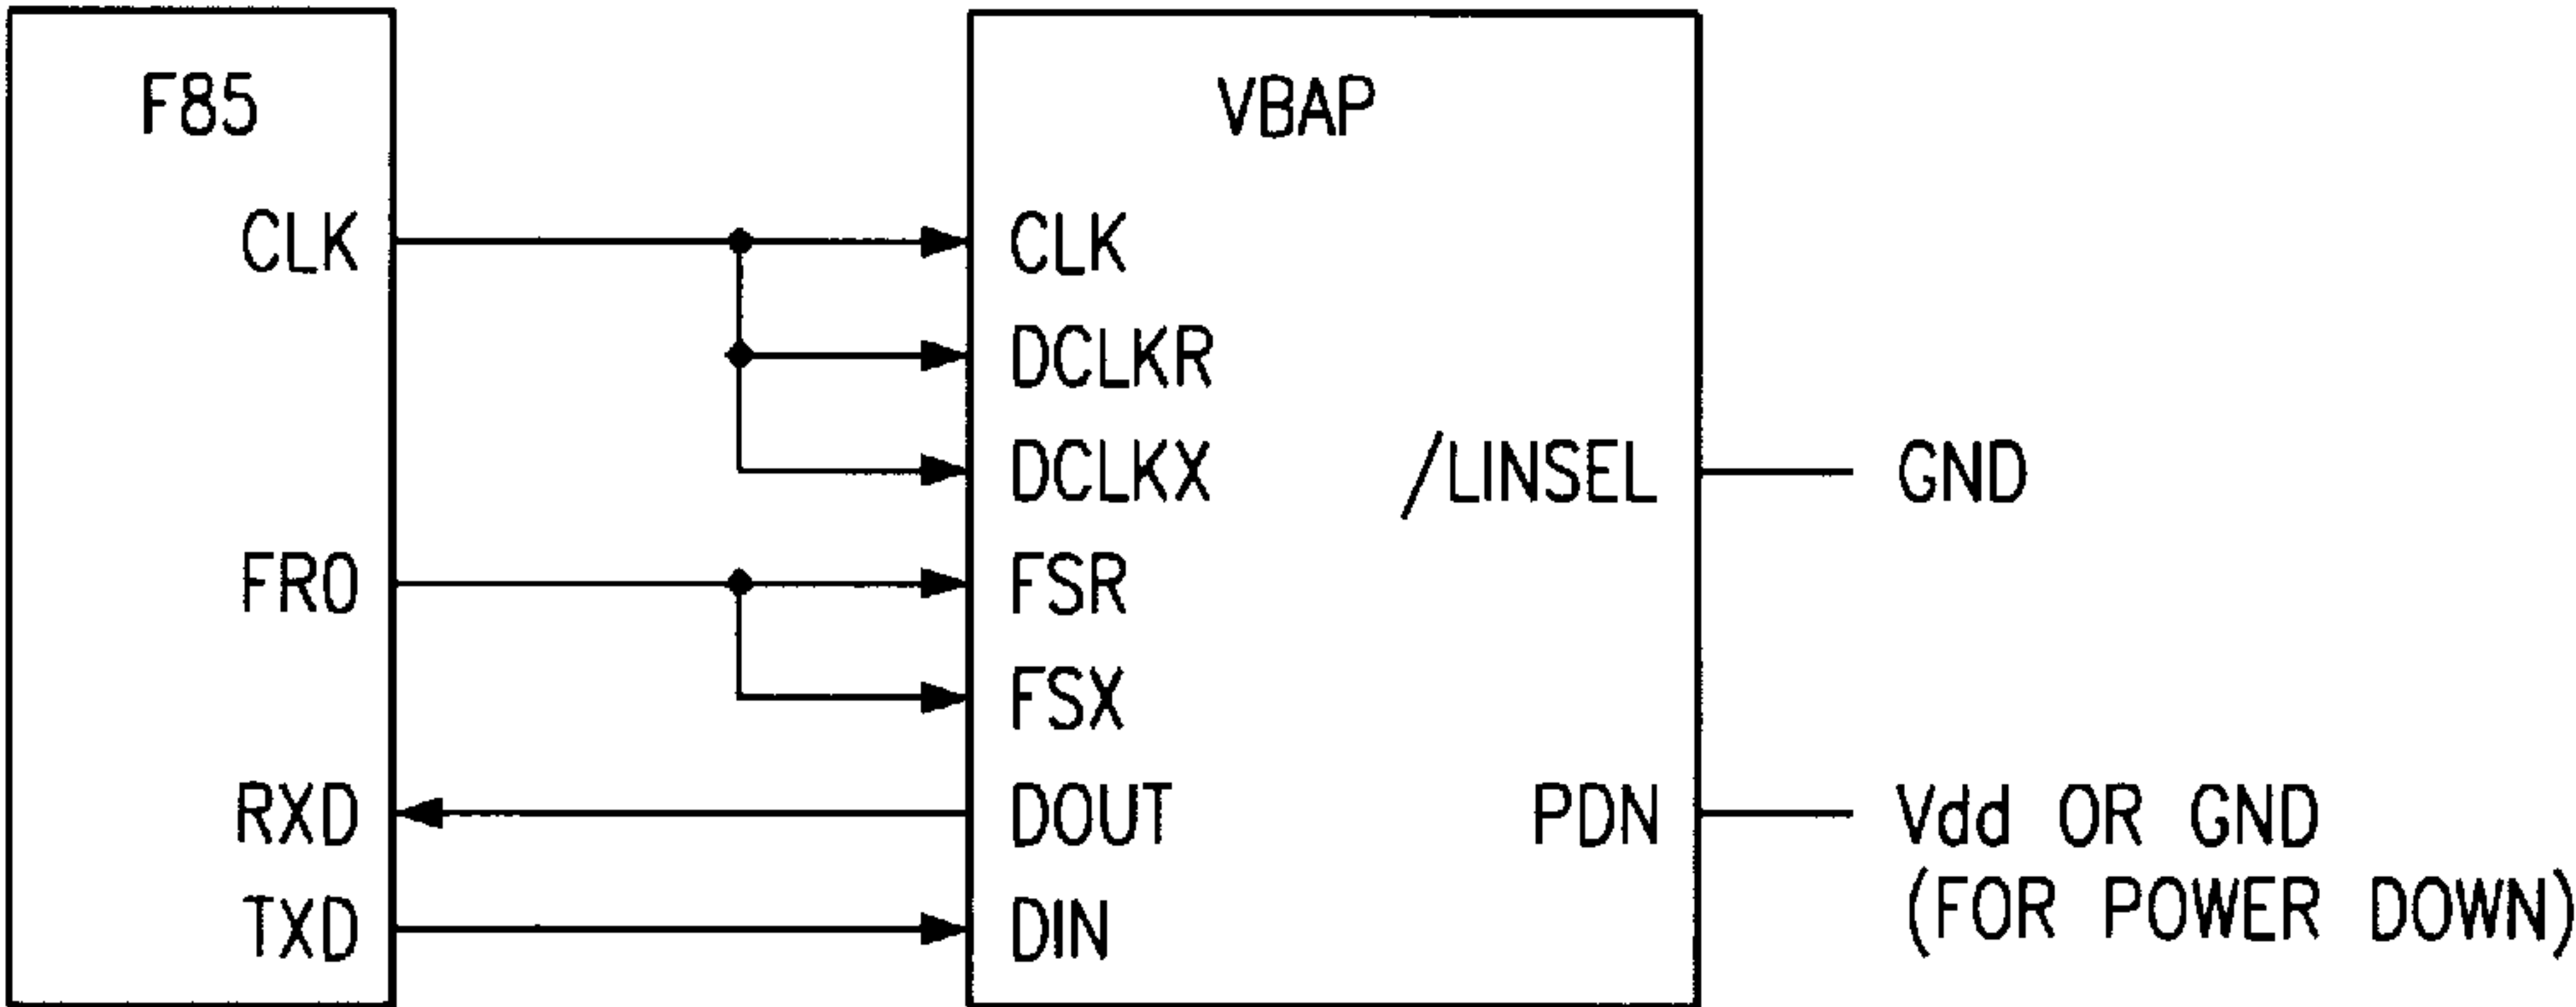 F85
VBAP
CLK
CLK
DCLKR
DCLKX
/LINSEL
GND
FRO
FSR
FSX
RXD
DOUT
PDN
Vdd OR GND
(FOR POWER DOWN)
TXD
DIN